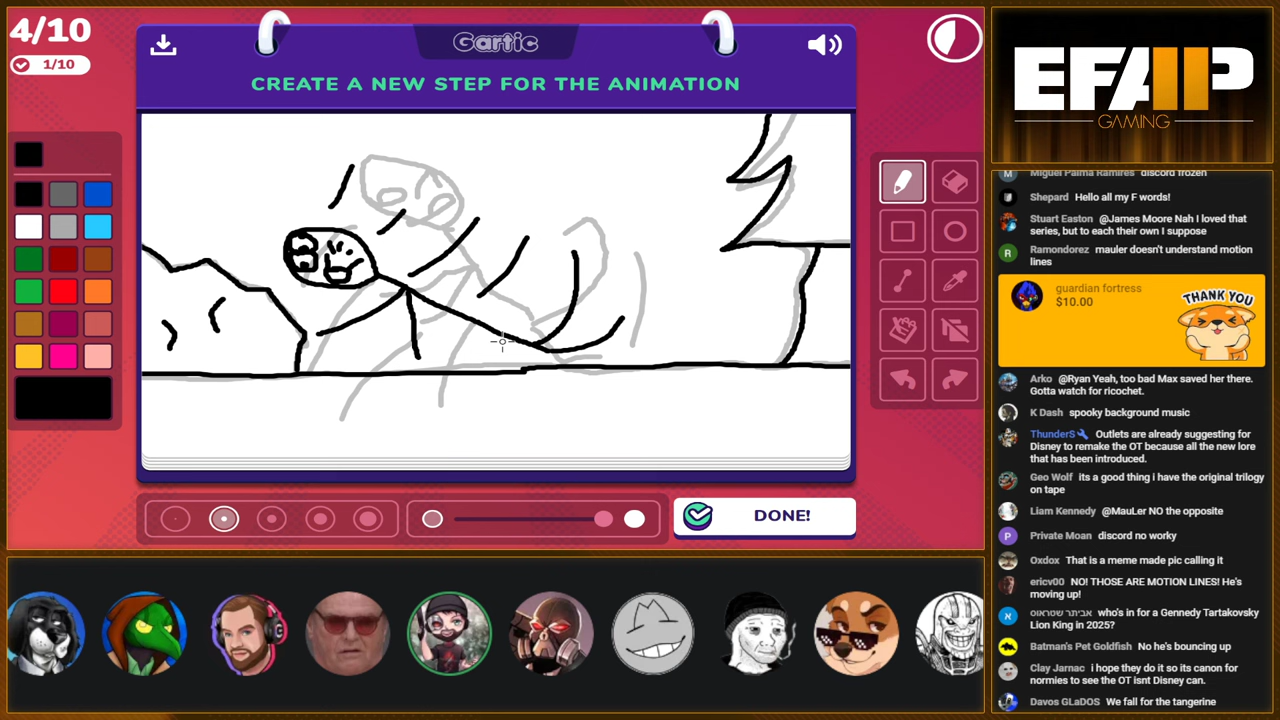 4/10
1/10
Gartic
CREATE A NEW STEP FOR THE ANIMATION
DONE!
EFAP
GAMING
Miguel Palma Ramires discord frozen
Shepard Hello all my F words!
Stuart Easton @James Moore Nah I loved that
series, but to each their own I suppose
Ramondorez mauler doesn't understand motion
lines
guardian fortress
$10.00
THANK YOU
Arko @Ryan Yeah, too bad Max saved her there.
Gotta watch for ricochet.
K Dash spooky background music
ThunderS Outlets are already suggesting for
Disney to remake the OT because all the new lore
that has been introduced.
Geo Wolf its a good thing i have the original trilogy
on tape
Liam Kennedy @MauLer NO the opposite
Private Moan discord no worky
P
Oxdox That is a meme made pic calling it
ericv00 NO! THOSE ARE MOTION LINES! He's
moving up!
אביתר שטראוס who's in for a Gennedy Tartakovsky
א
Lion King in 2025?
Batman's Pet Goldfish No he's bouncing up
Clay Jarnac i hope they do it so its canon for
normies to see the OT isnt Disney can.
Davos GLaDOS We fall for the tangerine